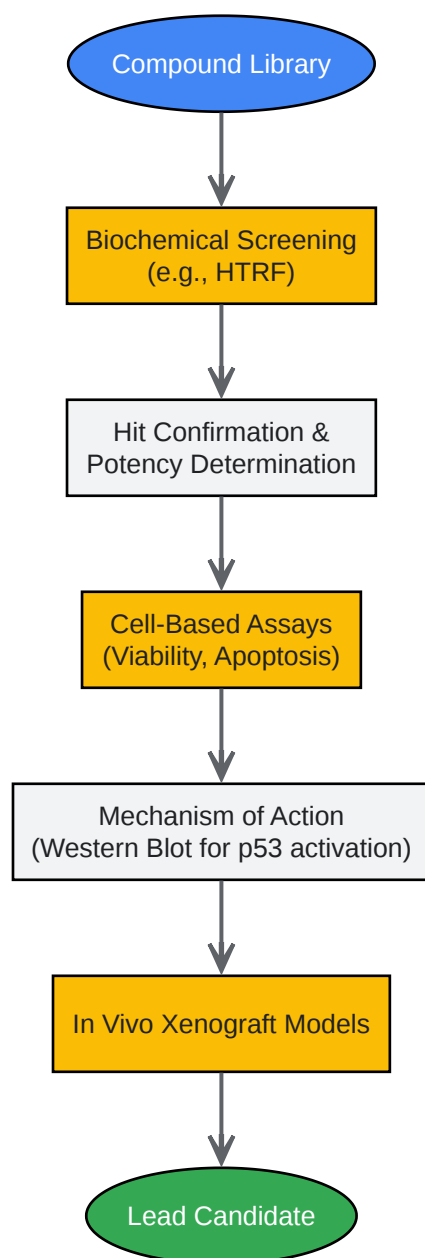 Compound Library
Biochemical Screening
(e.g., HTRF)
Hit Confirmation &
Potency Determination
Cell-Based Assays
(Viability, Apoptosis)
Mechanism of Action
(Western Blot for p53 activation)
In Vivo Xenograft Models
Lead Candidate